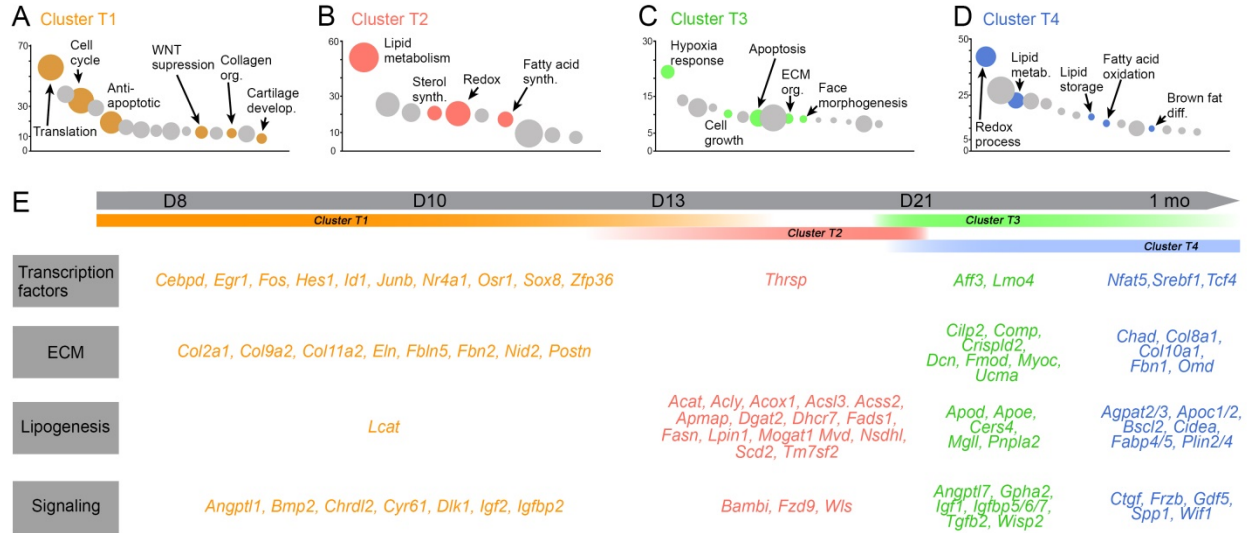 A Cluster T1
70
50
30
10
0
Translation
Cell
cycle
Anti-
apoptotic
WNT
supression
Collagen
org.
Cartilage
develop.
B Cluster T2
60
40
20
0
Lipid
metabolism
Sterol
synth.
Redox
Fatty acid
synth.
C Cluster T3
30
15
5
0
Hypoxia
response
Cell
growth
Apoptosis
ECM
org.
Face
morphogenesis
D Cluster T4
50
25
0
Redox
process
Lipid
metab.
Lipid
storage
Fatty acid
oxidation
Brown fat
diff.
E
D8 D10 D13 D21 1 mo
Cluster T1
Cluster T3
Cluster T2
Cluster T4
Transcription
factors
Cebpd, Egr1, Fos, Hes1, Id1, Junb, Nr4a1, Osr1, Sox8, Zfp36
Thrsp
Aff3, Lmo4
Nfat5,Srebf1,Tcf4
ECM
Col2a1, Col9a2, Col11a2, Eln, Fbln5, Fbn2, Nid2, Postn
Cilp2, Comp,
Crispld2,
Dcn, Fmod, Myoc,
Ucma
Chad, Col8a1,
Col10a1,
Fbn1, Omd
Lipogenesis
Lcat
Acat, Acly, Acox1, Acsl3. Acss2,
Apmap, Dgat2, Dhcr7, Fads1,
Fasn, Lpin1, Mogat1 Mvd, Nsdhl,
Scd2, Tm7sf2
Apod, Apoe,
Cers4,
Mgll, Pnpla2
Agpat2/3, Apoc1/2,
Bscl2, Cidea,
Fabp4/5, Plin2/4
Signaling
Angptl1, Bmp2, Chrdl2, Cyr61, Dlk1, Igf2, Igfbp2
Bambi, Fzd9, Wls
Angptl7, Gpha2,
Igf1, Igfbp5/6/7,
Tgfb2, Wisp2
Ctgf, Frzb, Gdf5,
Spp1, Wif1